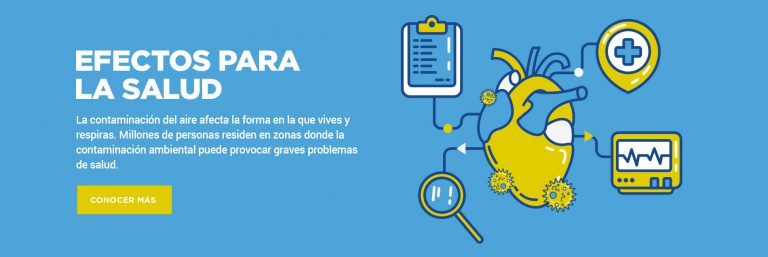 EFECTOS PARA
LA SALUD
La contaminación del aire afecta la forma en la que vives y
respiras. Millones de personas residen en zonas donde la
contaminación ambiental puede provocar graves problemas
de salud.
CONOCER MÁS